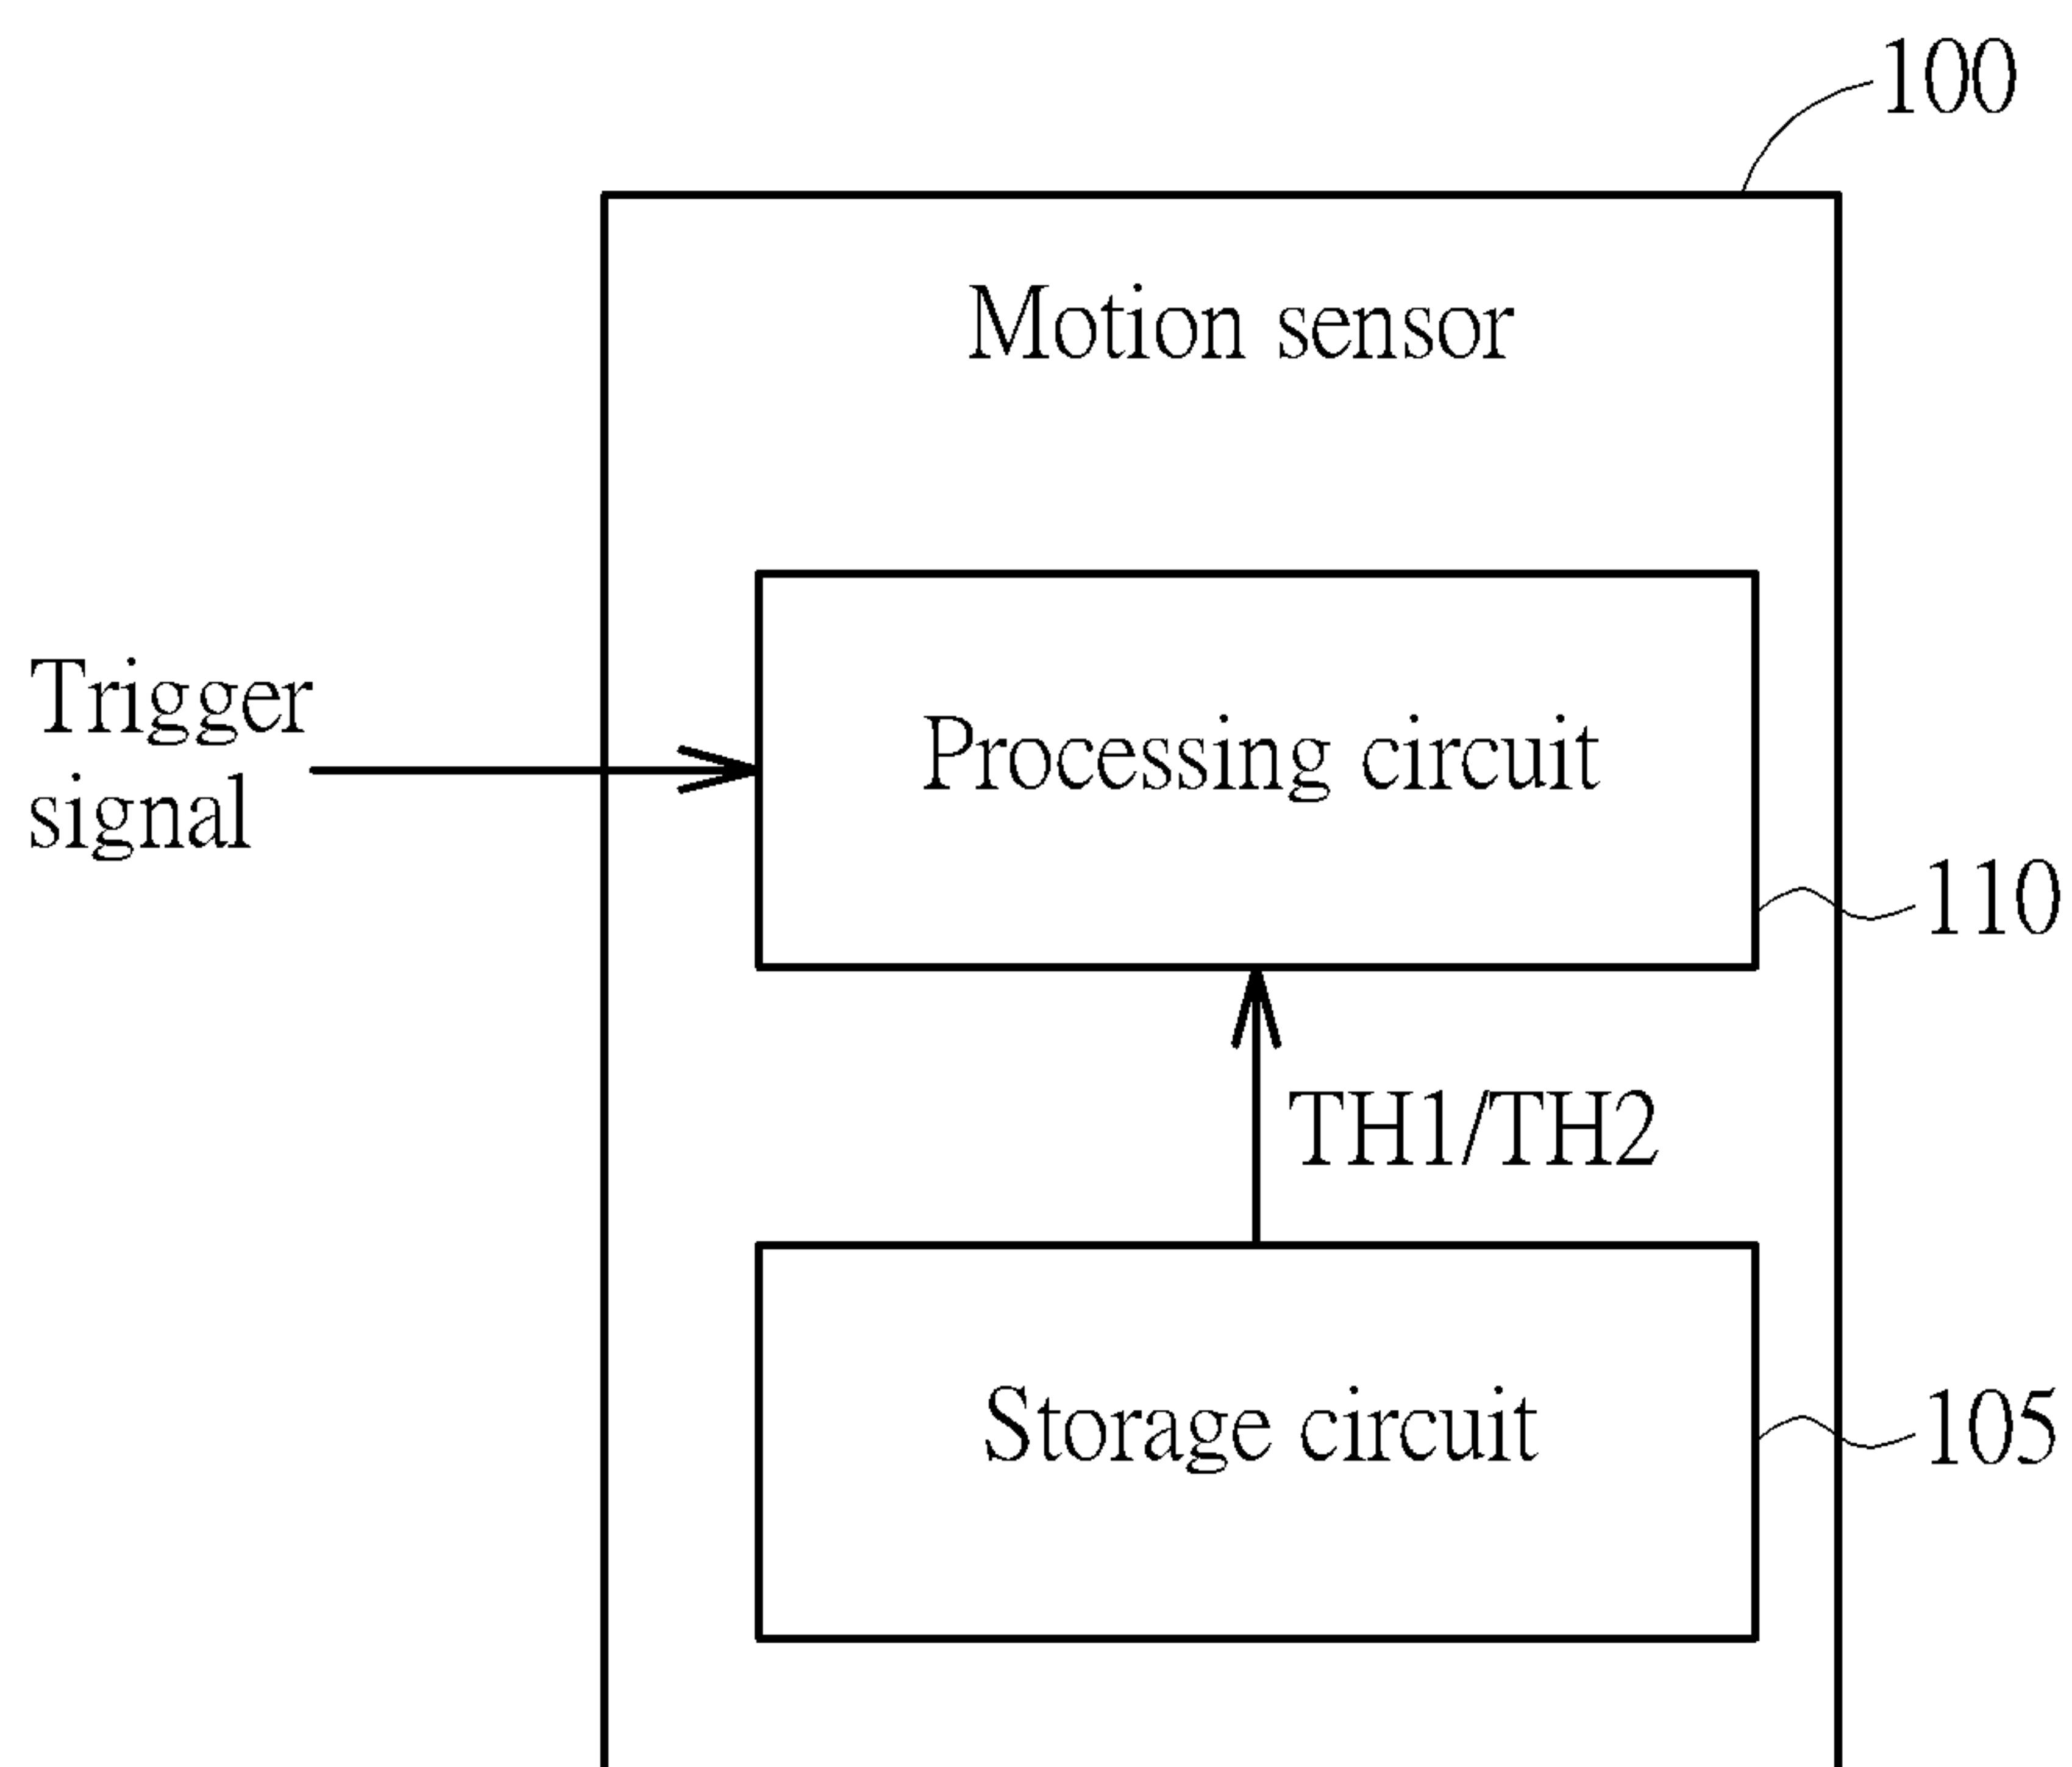 100
Motion sensor
Trigger
signal
Processing circuit
110
TH1/TH2
Storage circuit
105